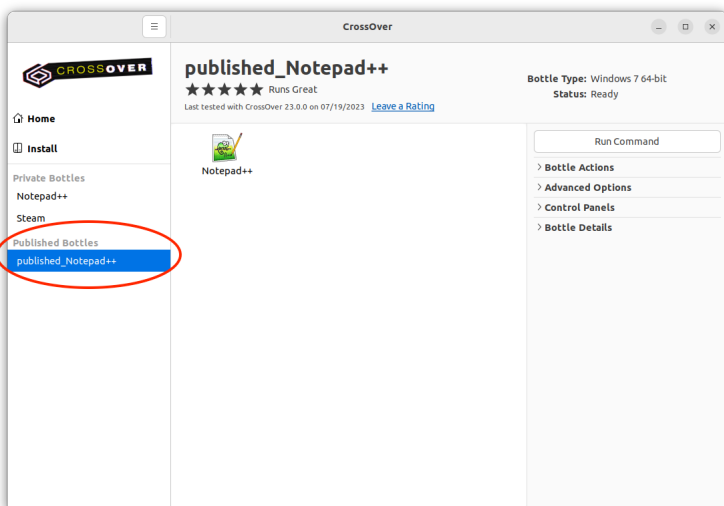 CrossOver
CROSSOVER
Home
Install
Private Bottles
Notepad++
Steam
Published Bottles
published_Notepad++
published_Notepad++
Runs Great
Last tested with CrossOver 23.0.0 on 07/19/2023 Leave a Rating
Bottle Type: Windows 7 64-bit
Status: Ready
Notepad++
Run Command
Bottle Actions
Advanced Options
Control Panels
Bottle Details